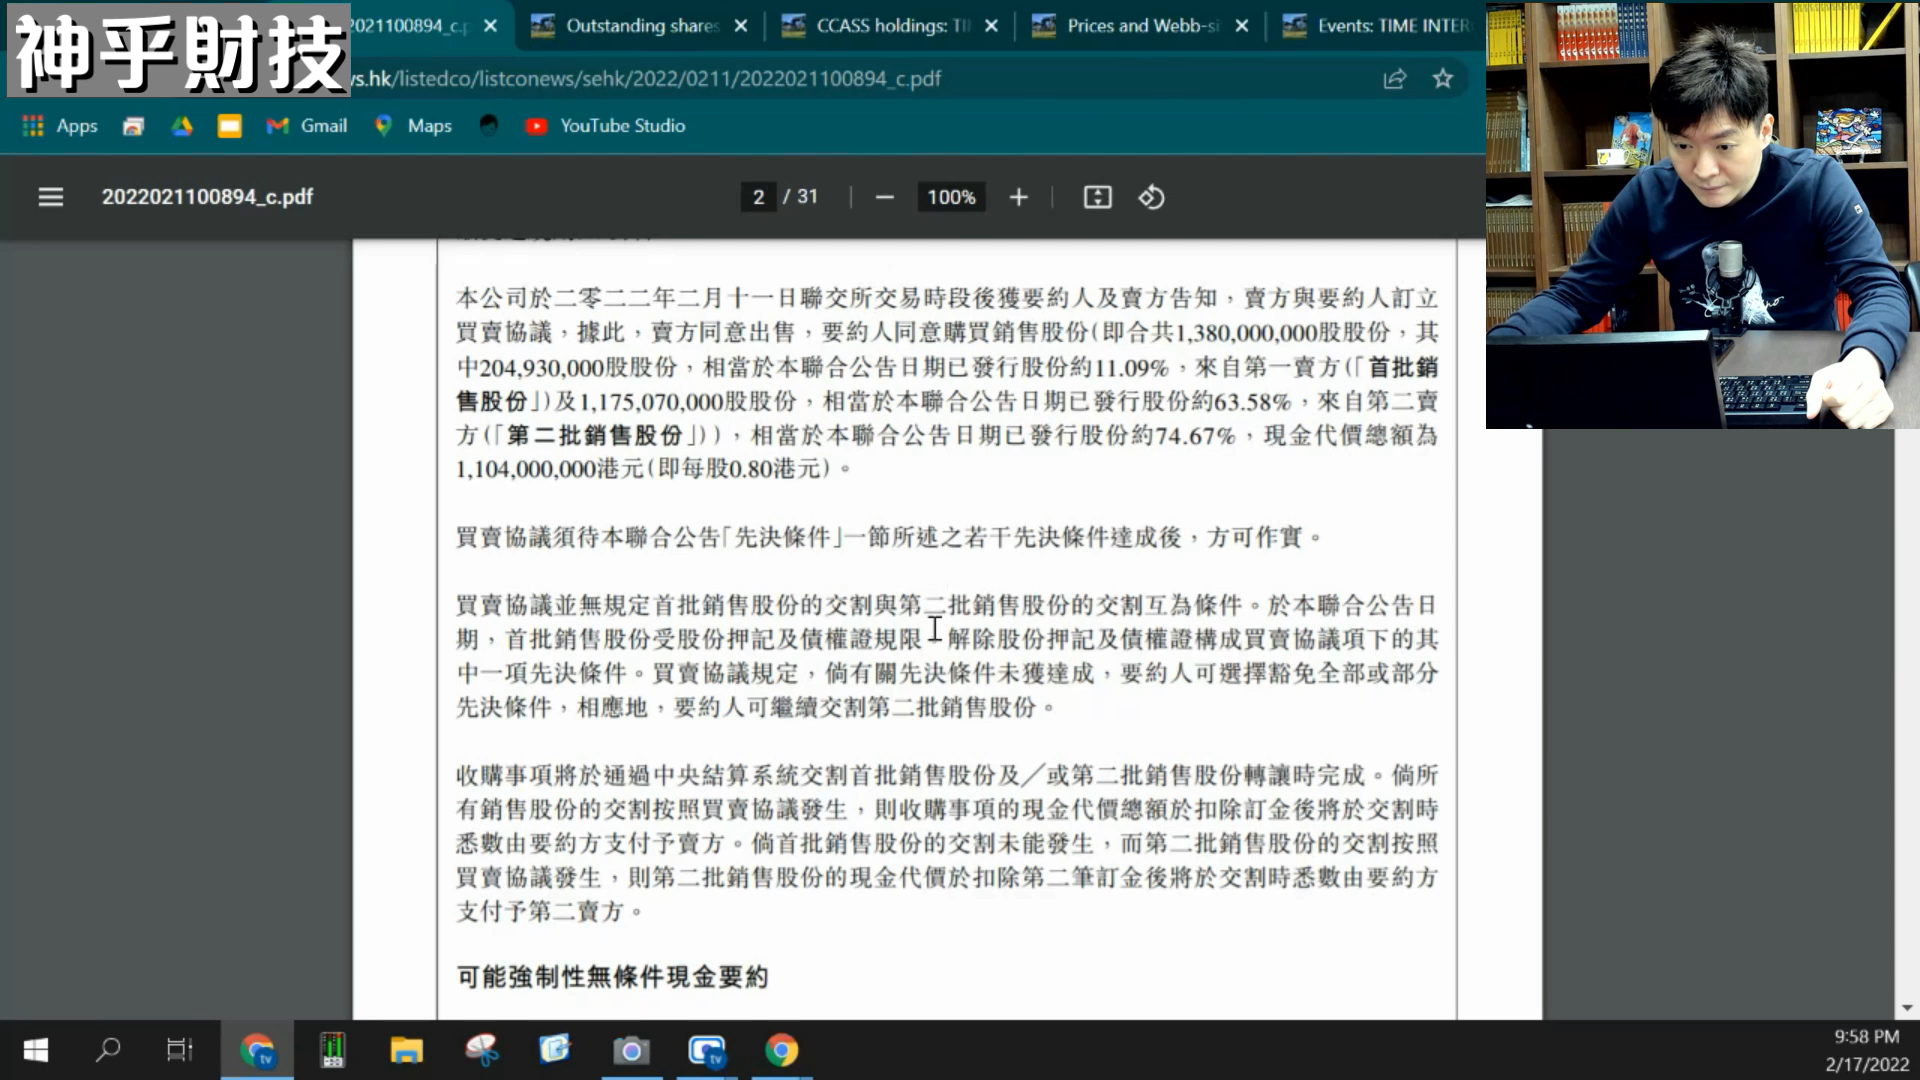 神乎財技
021100894_c.p
Outstanding shares
CCASS holdings: TI
Prices and Webb-si
Events: TIME INTER
vs.hk/listedco/listconews/sehk/2022/0211/2022021100894_c.pdf
Apps
Gmail
Maps
YouTube Studio
2022021100894_c.pdf
2 / 31
100%
本公司於二零二二年二月十一日聯交所交易時段後獲要約人及賣方告知，賣方與要約人訂立
買賣協議，據此，賣方同意出售，要約人同意購買銷售股份(即合共1,380,000,000股股份，其
中204,930,000股股份，相當於本聯合公告日期已發行股份約11.09%，來自第一賣方(「首批銷
售股份」)及1,175,070,000股股份，相當於本聯合公告日期已發行股份約63.58%，來自第二賣
方(「第二批銷售股份」))，相當於本聯合公告日期已發行股份約74.67%，現金代價總額為
1,104,000,000港元(即每股0.80港元)。
買賣協議須待本聯合公告「先決條件」一節所述之若干先決條件達成後，方可作實。
買賣協議並無規定首批銷售股份的交割與第二批銷售股份的交割互為條件。於本聯合公告日
期，首批銷售股份受股份押記及債權證規限，解除股份押記及債權證構成買賣協議項下的其
中一項先決條件。買賣協議規定，倘有關先決條件未獲達成，要約人可選擇豁免全部或部分
先決條件，相應地，要約人可繼續交割第二批銷售股份。
收購事項將於通過中央結算系統交割首批銷售股份及／或第二批銷售股份轉讓時完成。倘所
有銷售股份的交割按照買賣協議發生，則收購事項的現金代價總額於扣除訂金後將於交割時
悉數由要約方支付予賣方。倘首批銷售股份的交割未能發生，而第二批銷售股份的交割按照
買賣協議發生，則第二批銷售股份的現金代價於扣除第二筆訂金後將於交割時悉數由要約方
支付予第二賣方。
可能強制性無條件現金要約
9:58 PM
2/17/2022